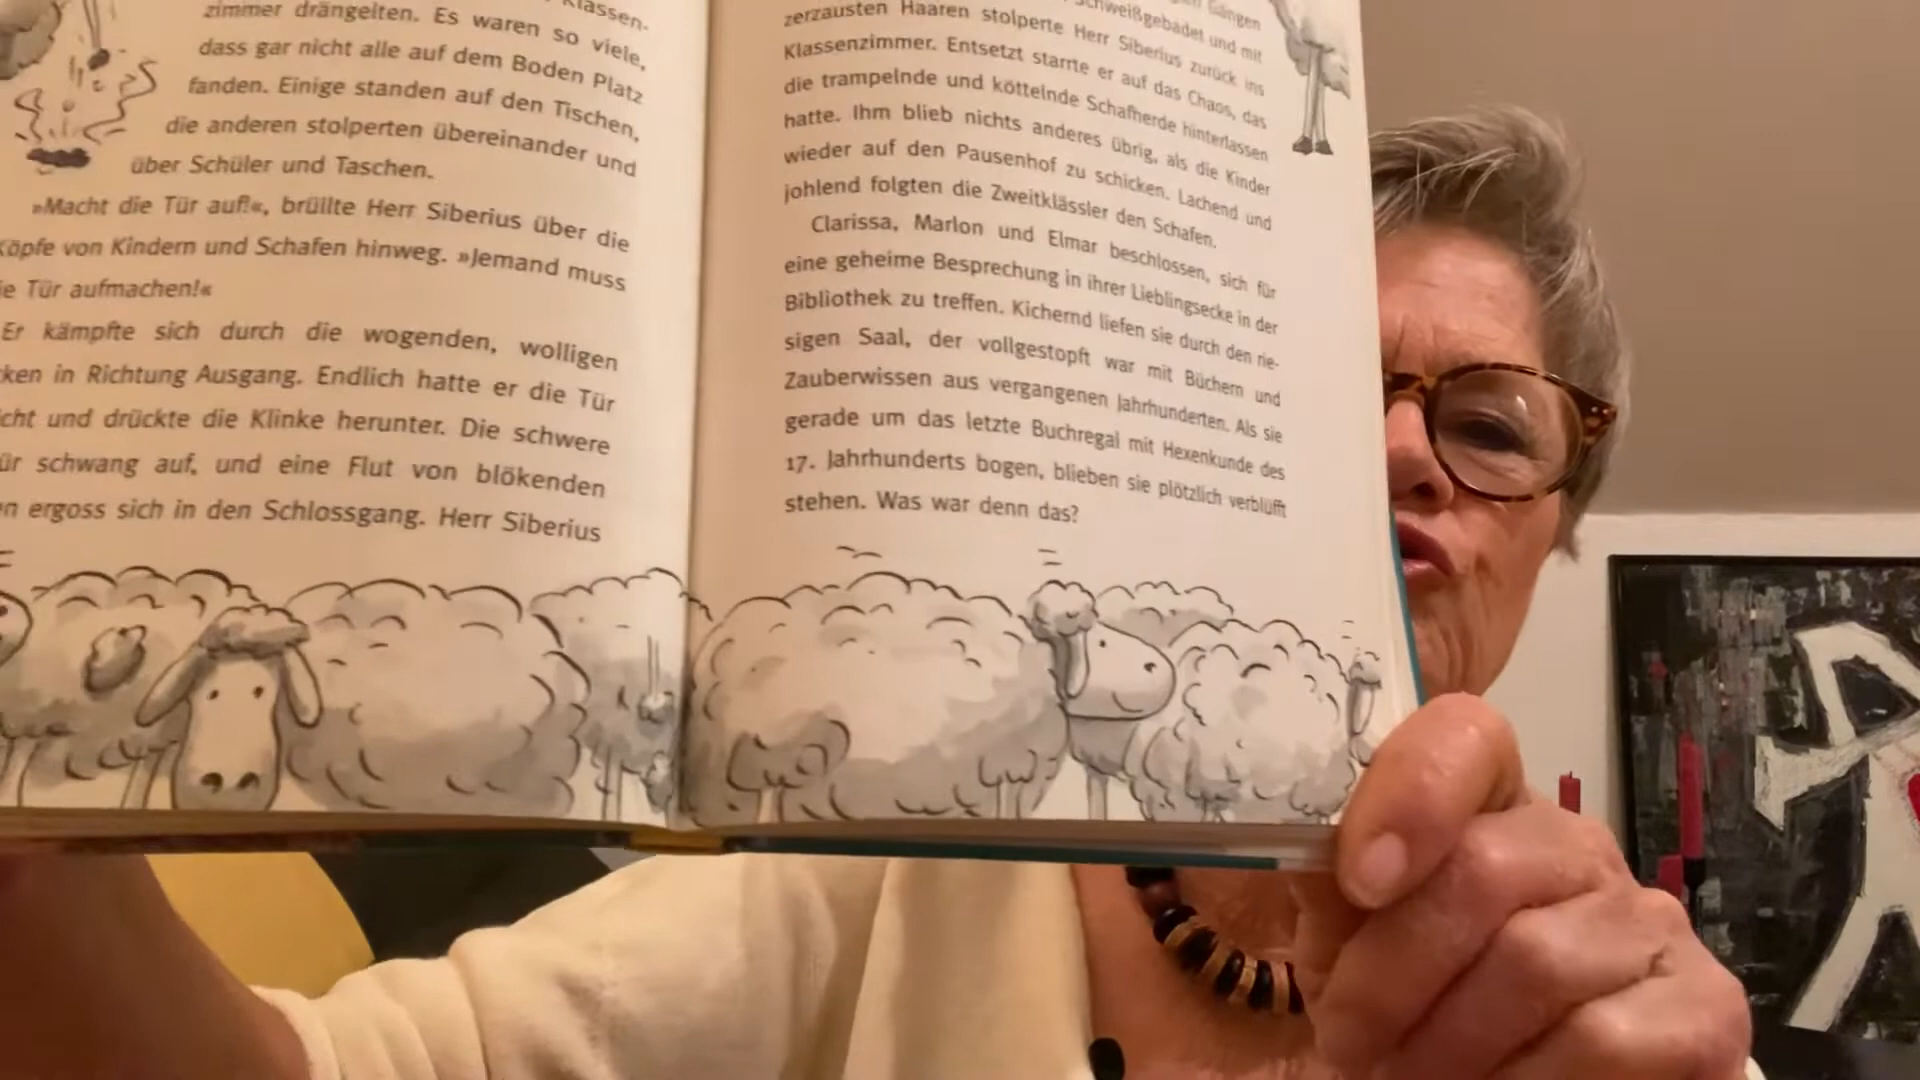 Klassen-
zimmer drängelten. Es waren so viele,
dass gar nicht alle auf dem Boden Platz
fanden. Einige standen auf den Tischen,
die anderen stolperten übereinander und
über Schüler und Taschen.
»Macht die Tür auf!«, brüllte Herr Siberius über die
Köpfe von Kindern und Schafen hinweg. »Jemand muss
ie Tür aufmachen!«
Er kämpfte sich durch die wogenden, wolligen
ken in Richtung Ausgang. Endlich hatte er die Tür
cht und drückte die Klinke herunter. Die schwere
ür schwang auf, und eine Flut von blökenden
n ergoss sich in den Schlossgang. Herr Siberius
Gängen
Schweißgebadet und mit
zerzausten Haaren stolperte Herr Siberius zurück ins
Klassenzimmer. Entsetzt starrte er auf das Chaos, das
die trampelnde und köttelnde Schafherde hinterlassen
hatte. Ihm blieb nichts anderes übrig, als die Kinder
wieder auf den Pausenhof zu schicken. Lachend und
johlend folgten die Zweitklässler den Schafen.
Clarissa, Marlon und Elmar beschlossen, sich für
eine geheime Besprechung in ihrer Lieblingsecke in der
Bibliothek zu treffen. Kichernd liefen sie durch den rie-
sigen Saal, der vollgestopft war mit Büchern und
Zauberwissen aus vergangenen Jahrhunderten. Als sie
gerade um das letzte Buchregal mit Hexenkunde des
17. Jahrhunderts bogen, blieben sie plötzlich verblüfft
stehen. Was war denn das?